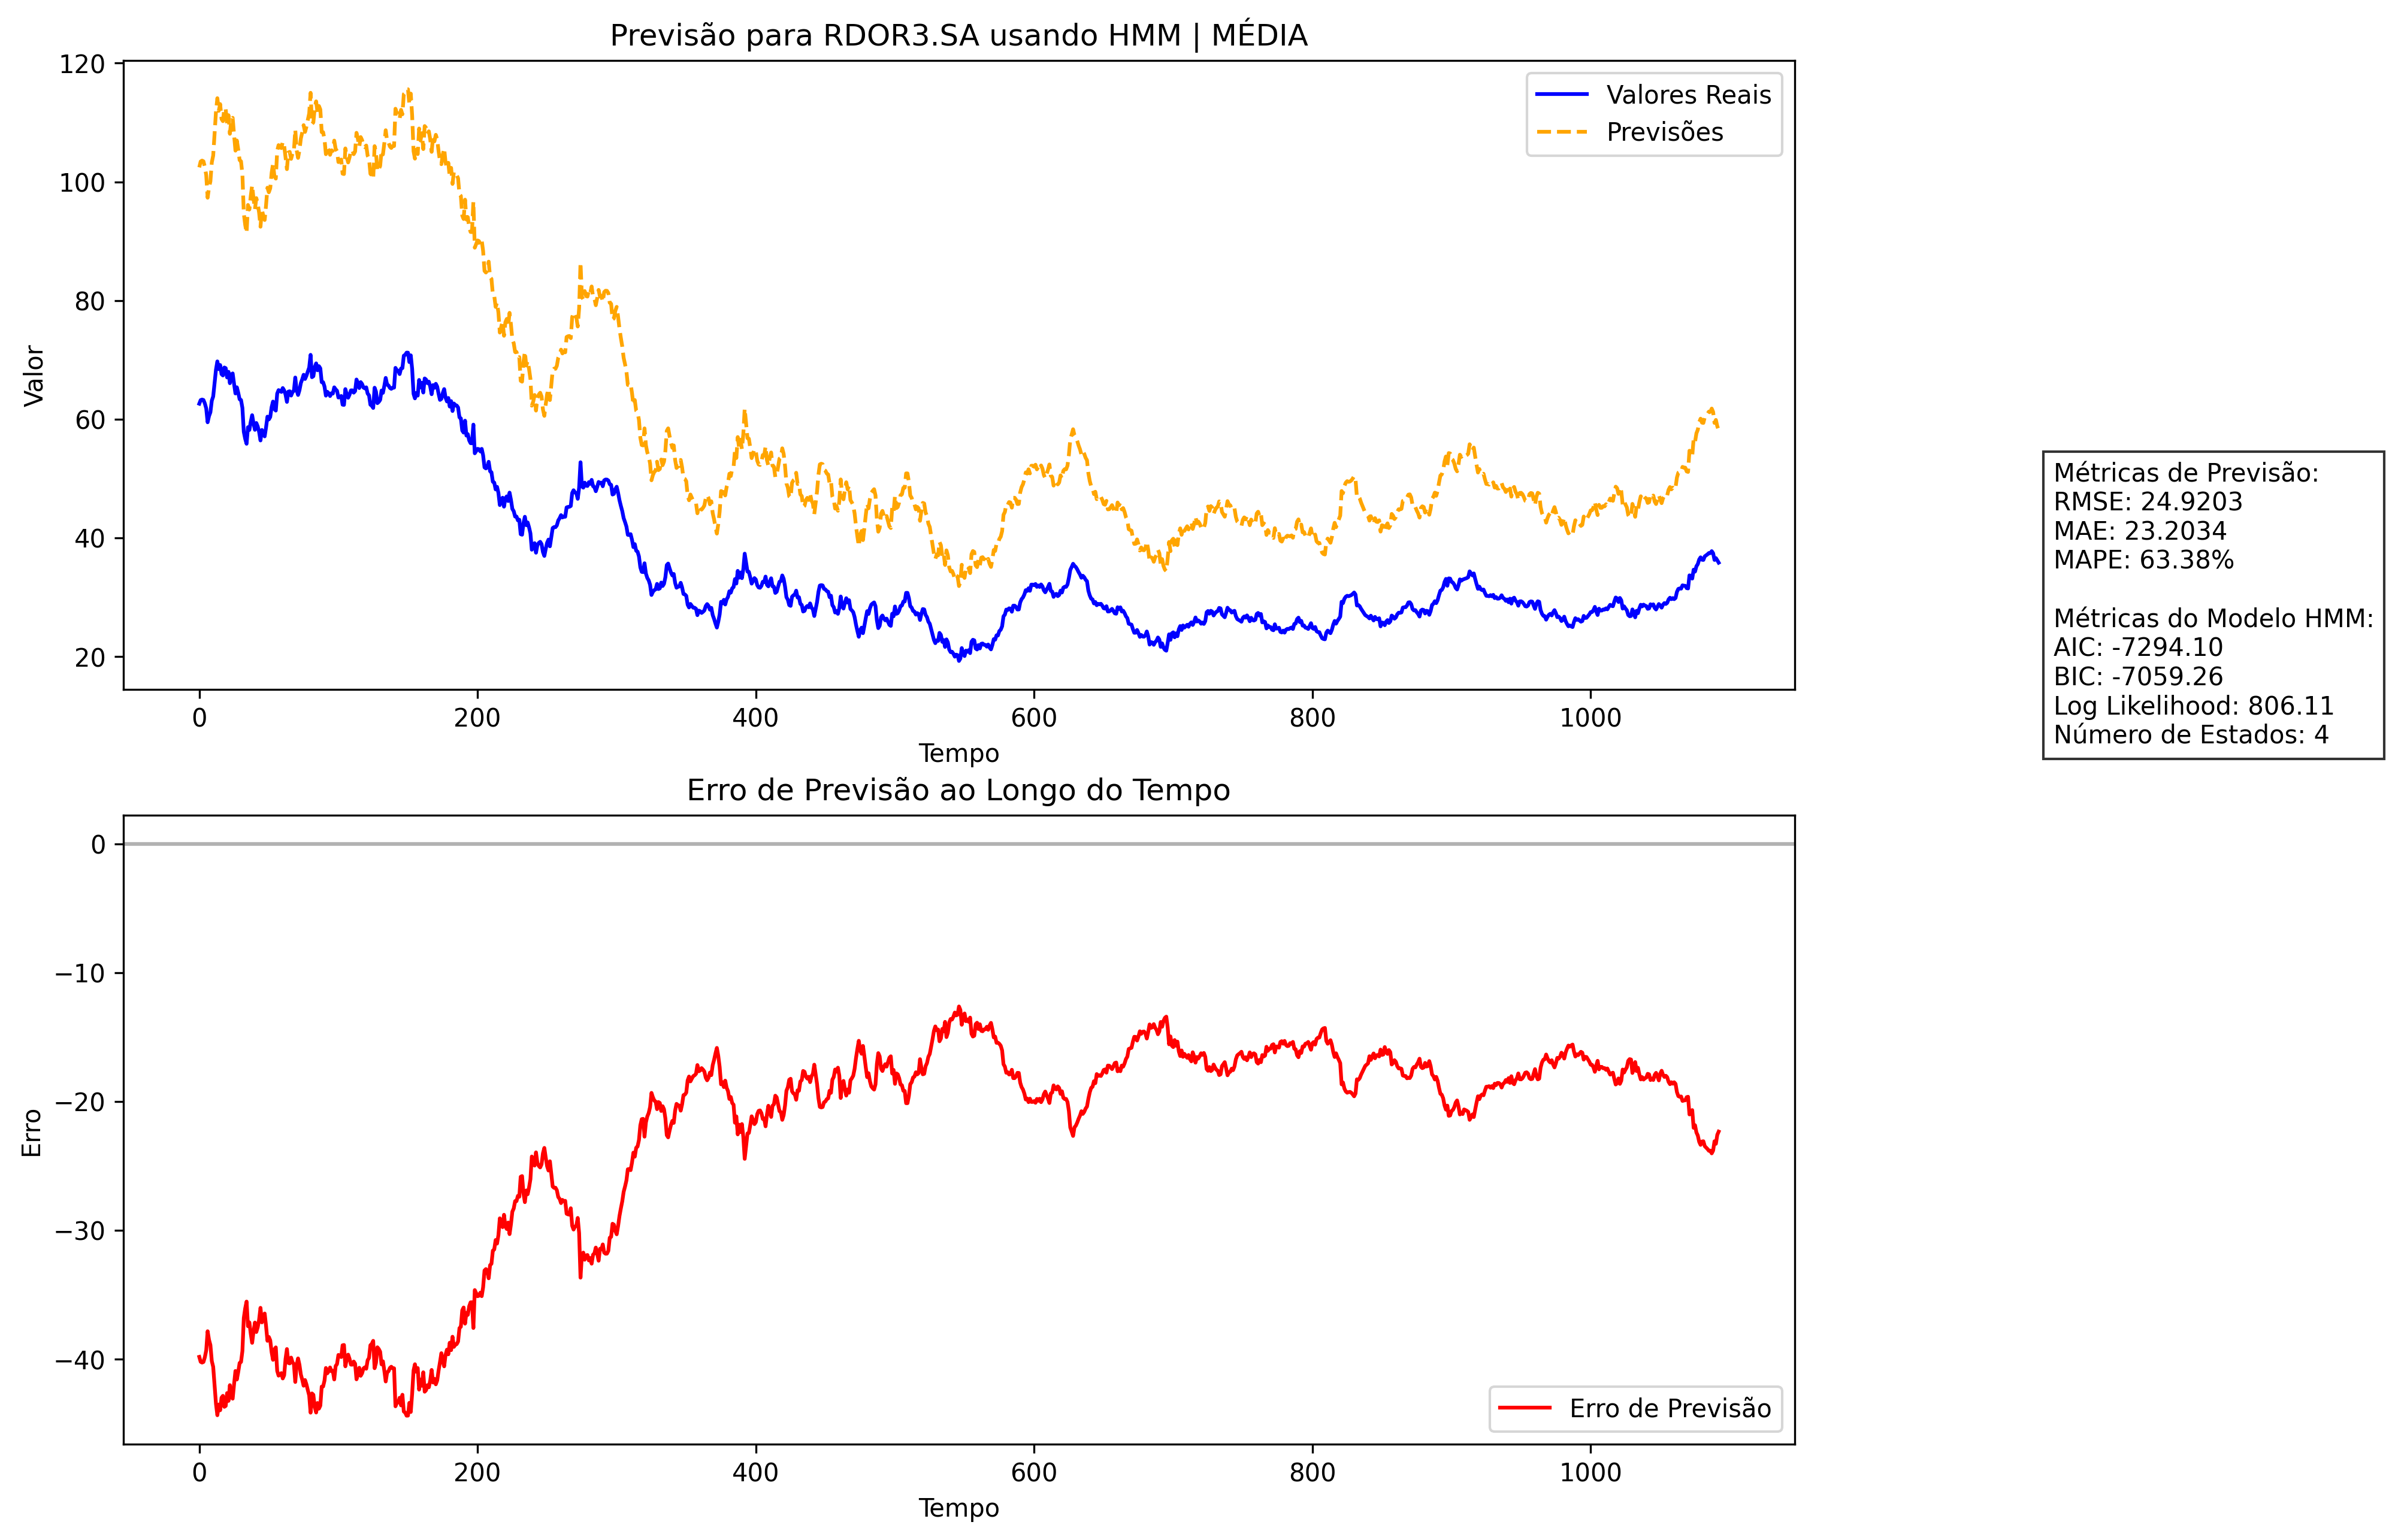 Previsão para RDOR3.SA usando HMM | MÉDIA
Valores Reais
Previsões
Valor
120
100
80
60
40
20
0
200
400
600
800
1000
Tempo
Métricas de Previsão:
RMSE: 24.9203
MAE: 23.2034
MAPE: 63.38%
Métricas do Modelo HMM:
AIC: -7294.10
BIC: -7059.26
Log Likelihood: 806.11
Número de Estados: 4
Erro de Previsão ao Longo do Tempo
Erro
0
−10
−20
−30
−40
Erro de Previsão
0
200
400
600
800
1000
Tempo